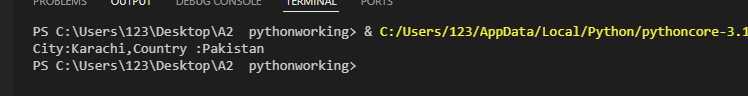 PROBLEMS OUTPUT DEBUG CONSOLE TERMINAL PORTS
PS C:\Users\123\Desktop\A2  pythonworking> & C:/Users/123/AppData/Local/Python/pythoncore-3.1
City:Karachi,Country :Pakistan
PS C:\Users\123\Desktop\A2  pythonworking>